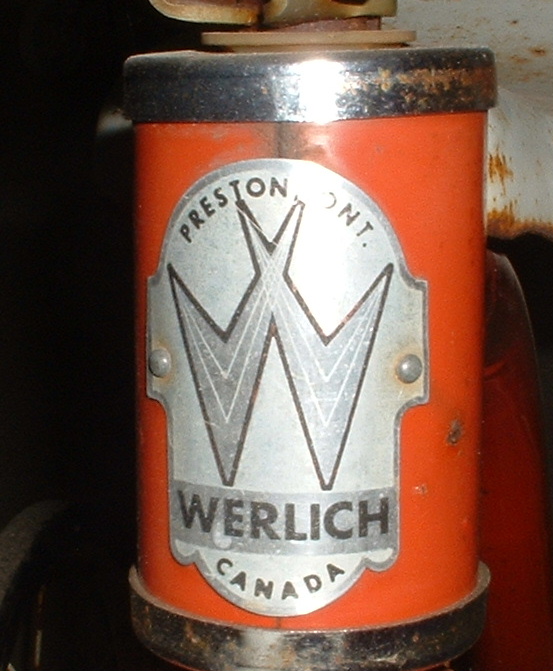 PRESTON, ONT.
W
WERLICH
CANADA